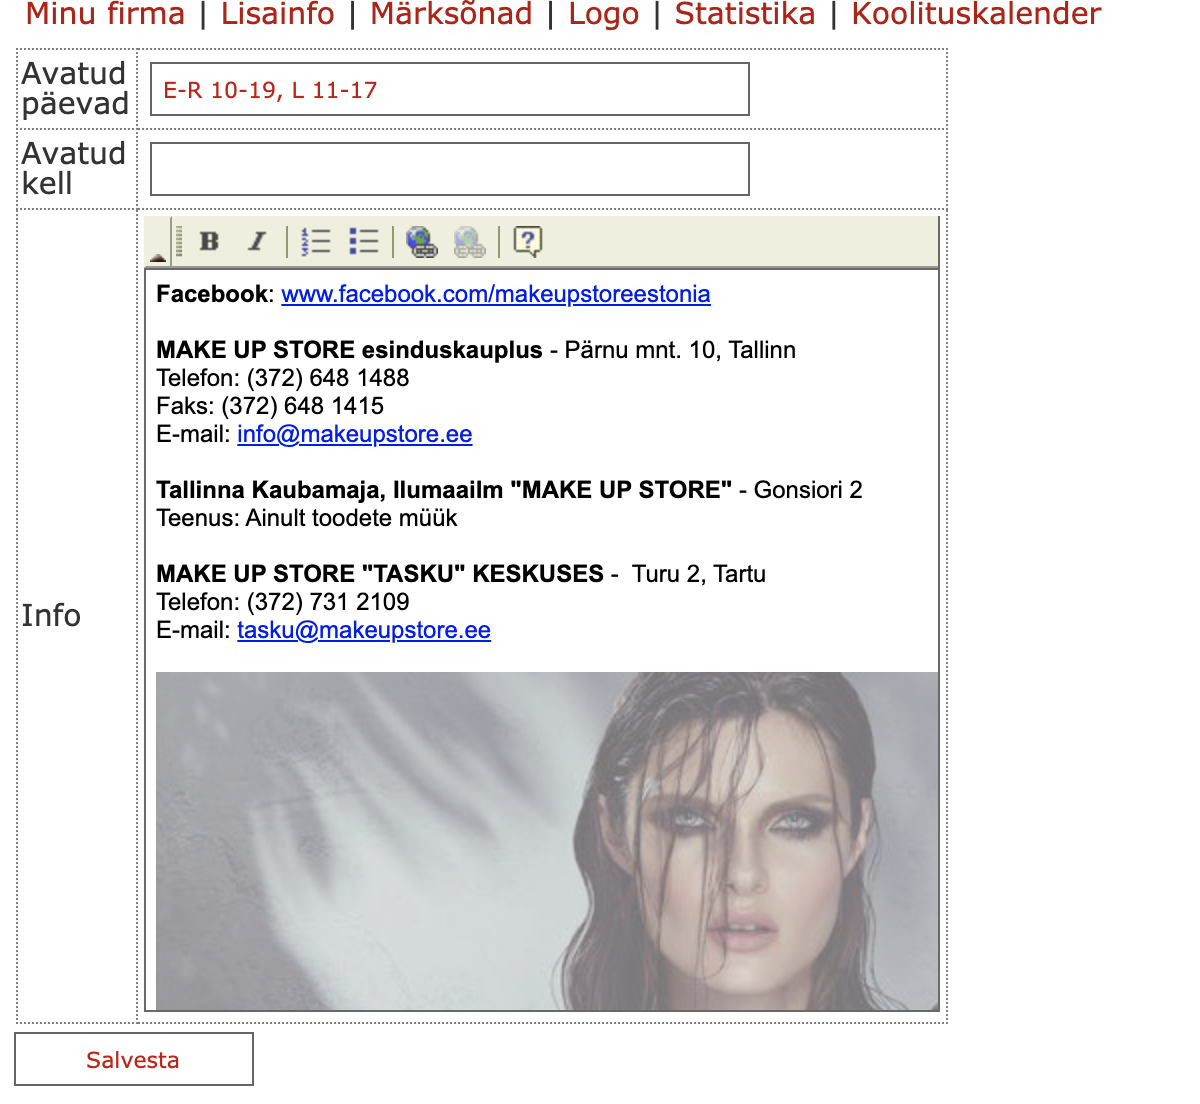 Minu firma | Lisainfo | Märksõnad | Logo | Statistika | Koolituskalender
Avatud päevad
E-R 10-19, L 11-17
Avatud kell
B I
Info
Facebook: www.facebook.com/makeupstoreestonia
MAKE UP STORE esinduskauplus - Pärnu mnt. 10, Tallinn
Telefon: (372) 648 1488
Faks: (372) 648 1415
E-mail: info@makeupstore.ee
Tallinna Kaubamaja, Ilumaailm "MAKE UP STORE" - Gonsiori 2
Teenus: Ainult toodete müük
MAKE UP STORE "TASKU" KESKUSES - Turu 2, Tartu
Telefon: (372) 731 2109
E-mail: tasku@makeupstore.ee
Salvesta